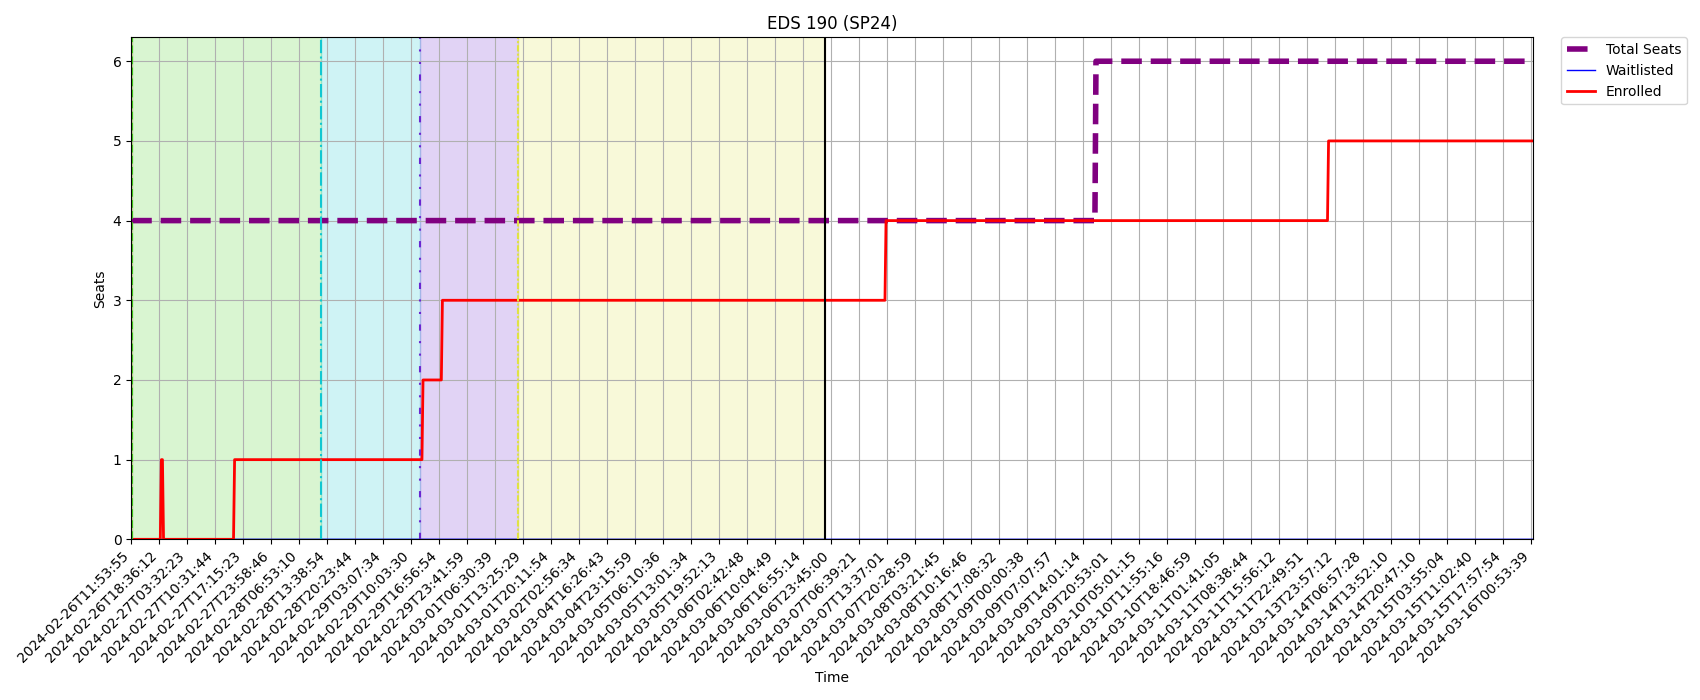 EDS 190 (SP24)
Total Seats
Waitlisted
Enrolled
Seats
6
5
4
3
2
1
0
2024-02-26T11:53:55
2024-02-26T18:36:12
2024-02-27T03:32:23
2024-02-27T10:31:44
2024-02-27T17:15:23
2024-02-27T23:58:46
2024-02-28T06:53:10
2024-02-28T13:38:54
2024-02-28T20:23:44
2024-02-29T03:07:34
2024-02-29T10:03:30
2024-02-29T16:56:54
2024-02-29T23:41:59
2024-03-01T06:30:39
2024-03-01T13:25:29
2024-03-01T20:11:54
2024-03-02T02:56:34
2024-03-04T16:26:43
2024-03-04T23:15:59
2024-03-05T06:10:36
2024-03-05T13:01:34
2024-03-05T19:52:13
2024-03-06T02:42:48
2024-03-06T10:04:49
2024-03-06T16:55:14
2024-03-06T23:45:00
2024-03-07T06:39:21
2024-03-07T13:37:01
2024-03-07T20:28:59
2024-03-08T03:21:45
2024-03-08T10:16:46
2024-03-08T17:08:32
2024-03-09T00:00:38
2024-03-09T07:07:57
2024-03-09T14:01:14
2024-03-09T20:53:01
2024-03-10T05:01:15
2024-03-10T11:55:16
2024-03-10T18:46:59
2024-03-11T01:41:05
2024-03-11T08:38:44
2024-03-11T15:56:12
2024-03-11T22:49:51
2024-03-13T23:57:12
2024-03-14T06:57:28
2024-03-14T13:52:10
2024-03-14T20:47:10
2024-03-15T03:55:04
2024-03-15T11:02:40
2024-03-15T17:57:54
2024-03-16T00:53:39
Time